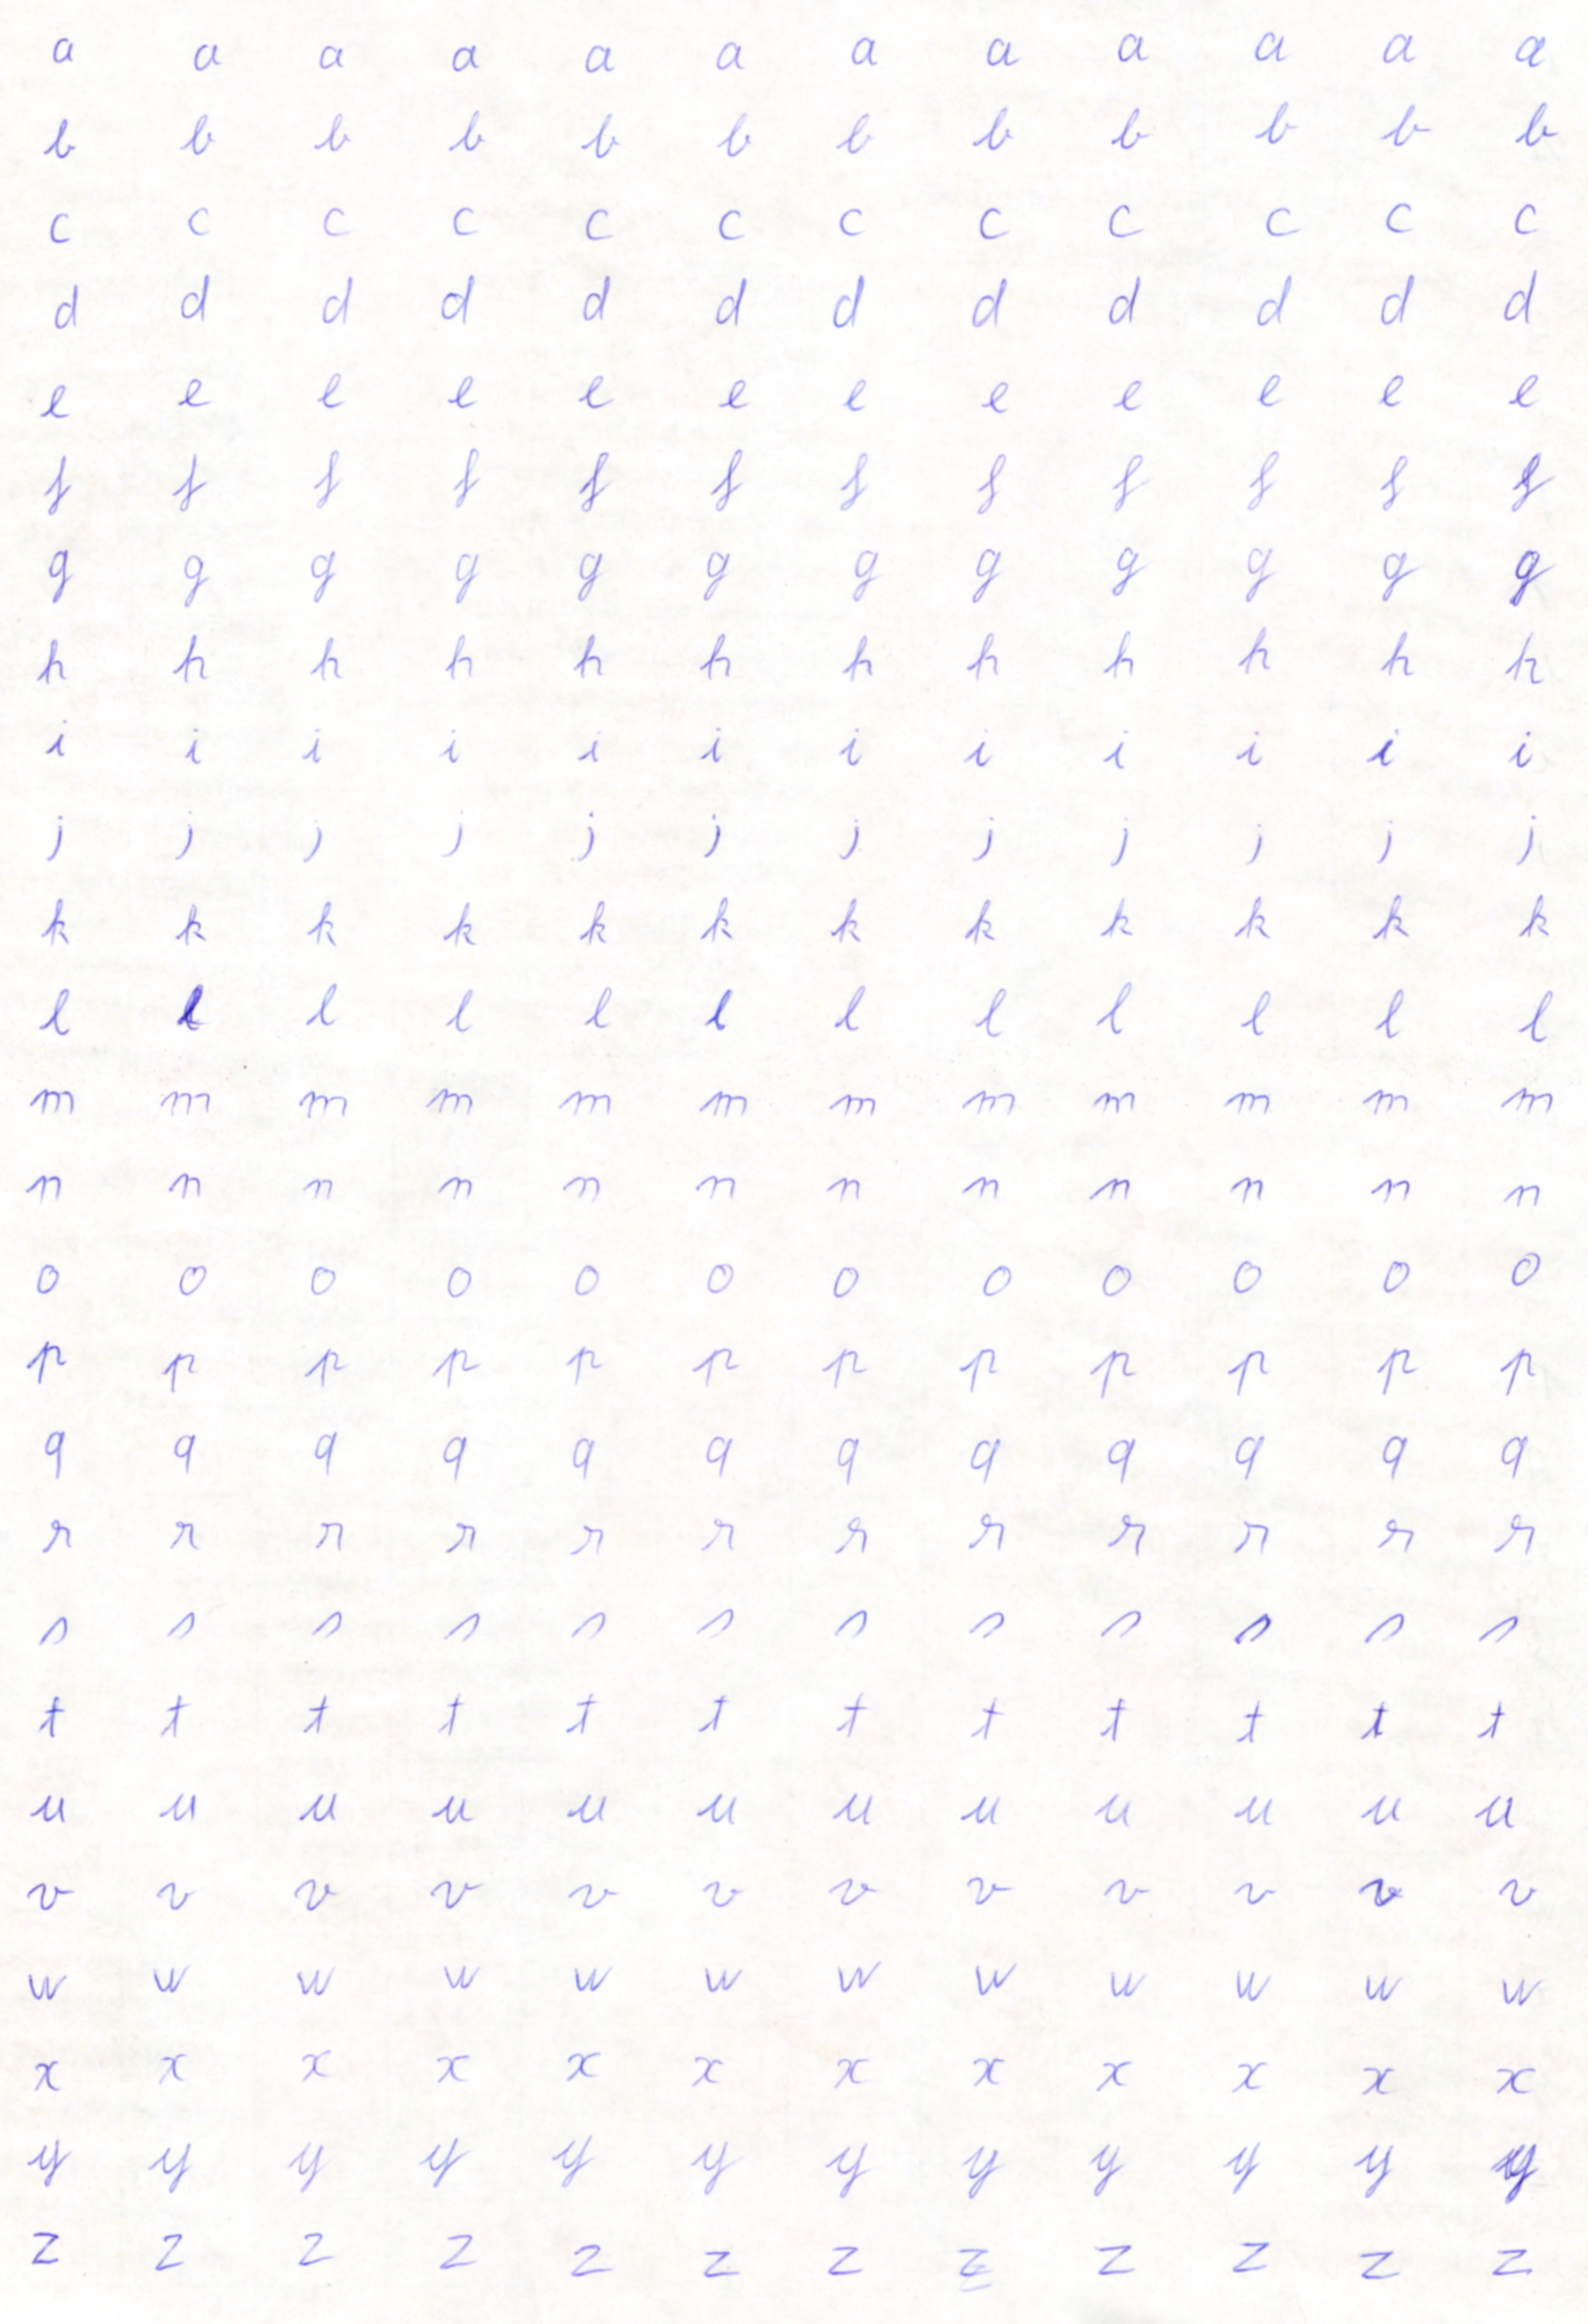 a a a a a a a a a a a a
b b b b b b b b b b b b
c c c c c c c c c c c c
d d d d d d d d d d d d
e e e e e e e e e e e e
f f f f f f f f f f f f
g g g g g g g g g g g g
h h h h h h h h h h h h
i i i i i i i i i i i i
j j j j j j j j j j j j
k k k k k k k k k k k k
l l l l l l l l l l l l
m m m m m m m m m m m m
n n n n n n n n n n n n
o o o o o o o o o o o o
p p p p p p p p p p p p
q q q q q q q q q q q q
r r r r r r r r r r r r
s s s s s s s s s s s s
t t t t t t t t t t t t
u u u u u u u u u u u u
v v v v v v v v v v v v
w w w w w w w w w w w w
x x x x x x x x x x x x
y y y y y y y y y y y y
z z z z z z z z z z z z